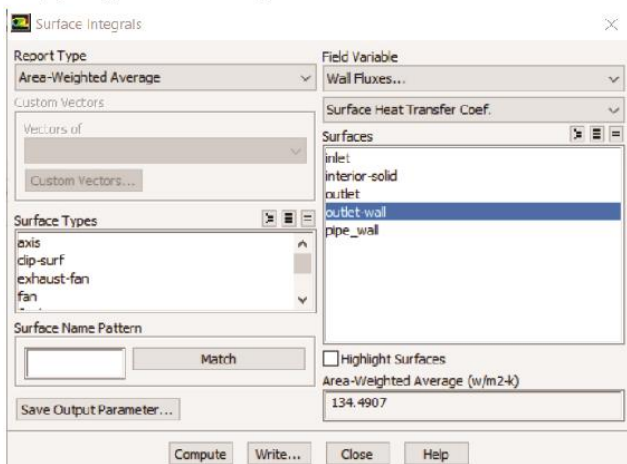 Surface Integrals
Report Type
Area-Weighted Average
Custom Vectors
Vectors of
Custom Vectors...
Surface Types
axis
clip-surf
exhaust-fan
fan
Surface Name Pattern
Match
Save Output Parameter...
Field Variable
Wall Fluxes...
Surface Heat Transfer Coef.
Surfaces
inlet
interior-solid
outlet
outlet-wall
pipe_wall
Highlight Surfaces
Area-Weighted Average (w/m2-k)
134.4907
Compute Write... Close Help